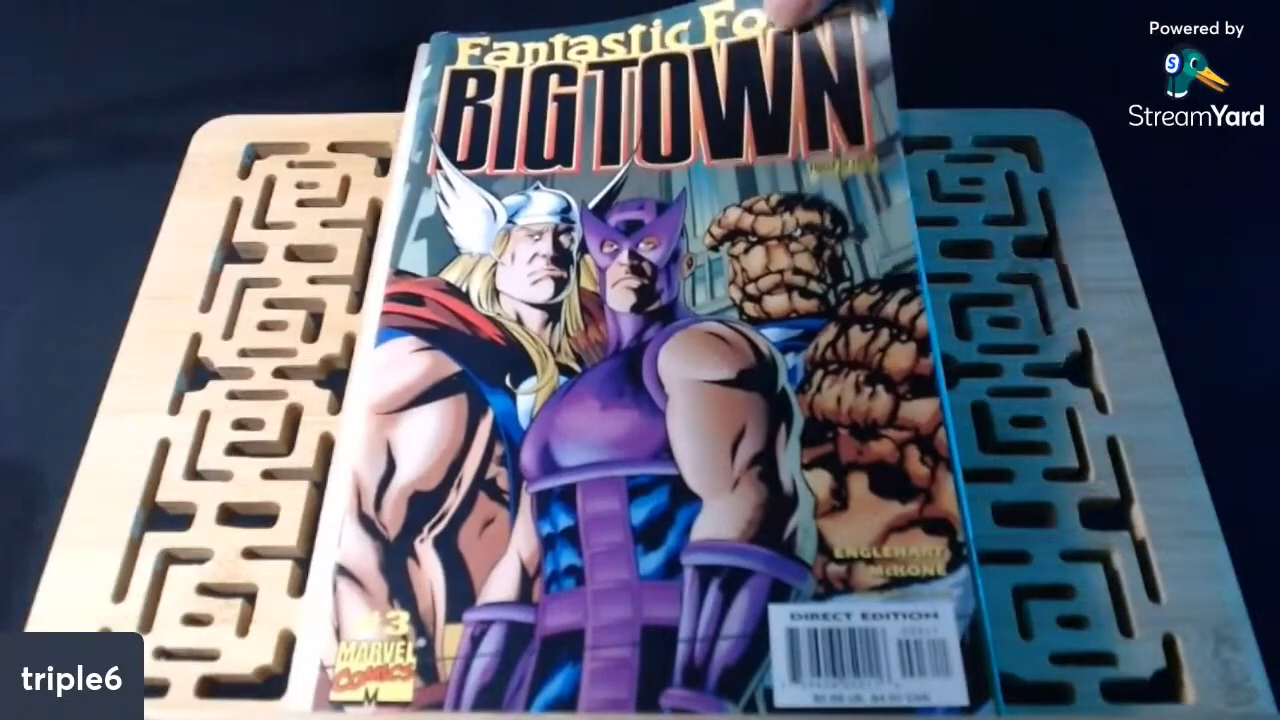 Powered by
StreamYard
Fantastic Fo
BIGTOWN
ENGLEHART
McKONE
DIRECT EDITION
3
MARVEL
COMICS
M
triple6